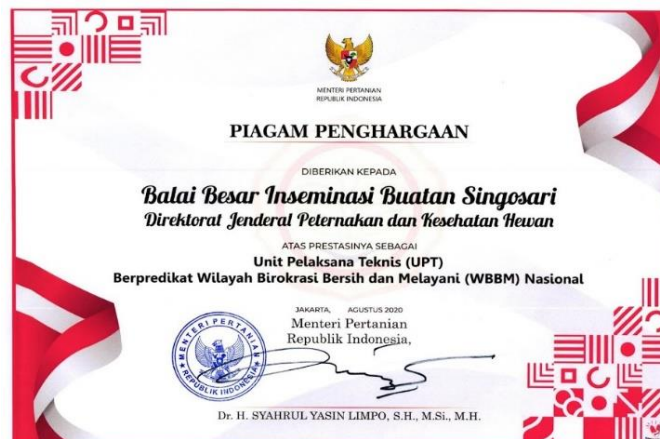 MENTERI PERTANIAN
REPUBLIK INDONESIA
PIAGAM PENGHARGAAN
DIBERIKAN KEPADA
Balai Besar Inseminasi Buatan Singosari
Direktorat Jenderal Peternakan dan Kesehatan Hewan
ATAS PRESTASINYA SEBAGAI
Unit Pelaksana Teknis (UPT)
Berpredikat Wilayah Birokrasi Bersih dan Melayani (WBBM) Nasional
JAKARTA, AGUSTUS 2020
Menteri Pertanian
Republik Indonesia,
MENTERI PERTANIAN
REPUBLIK INDONESIA
Dr. H. SYAHRUL YASIN LIMPO, S.H., M.Si., M.H.